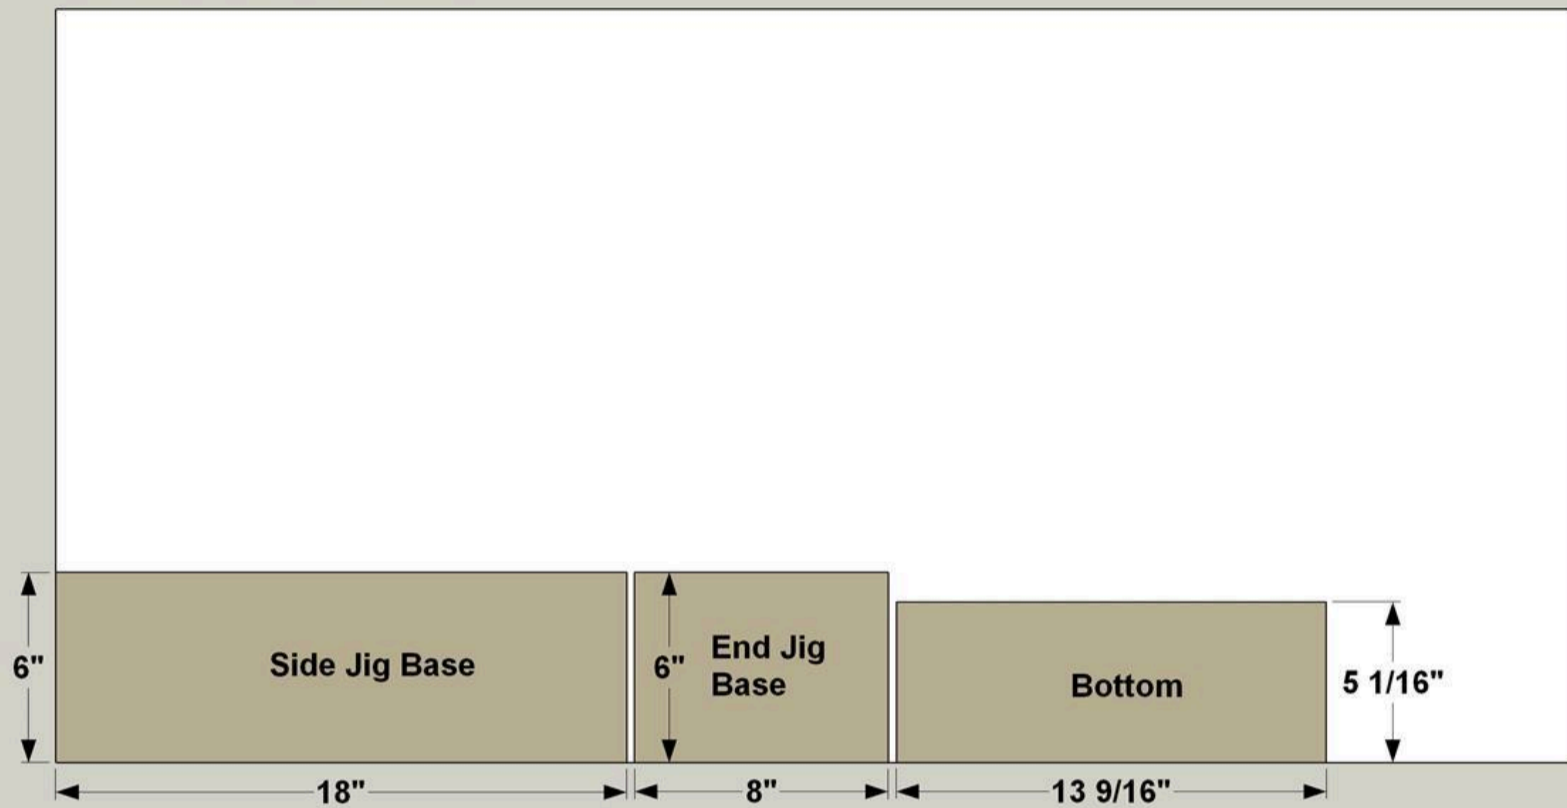 6"
Side Jig Base
6"
End Jig
Base
Bottom
5 1/16"
18"
8"
13 9/16"